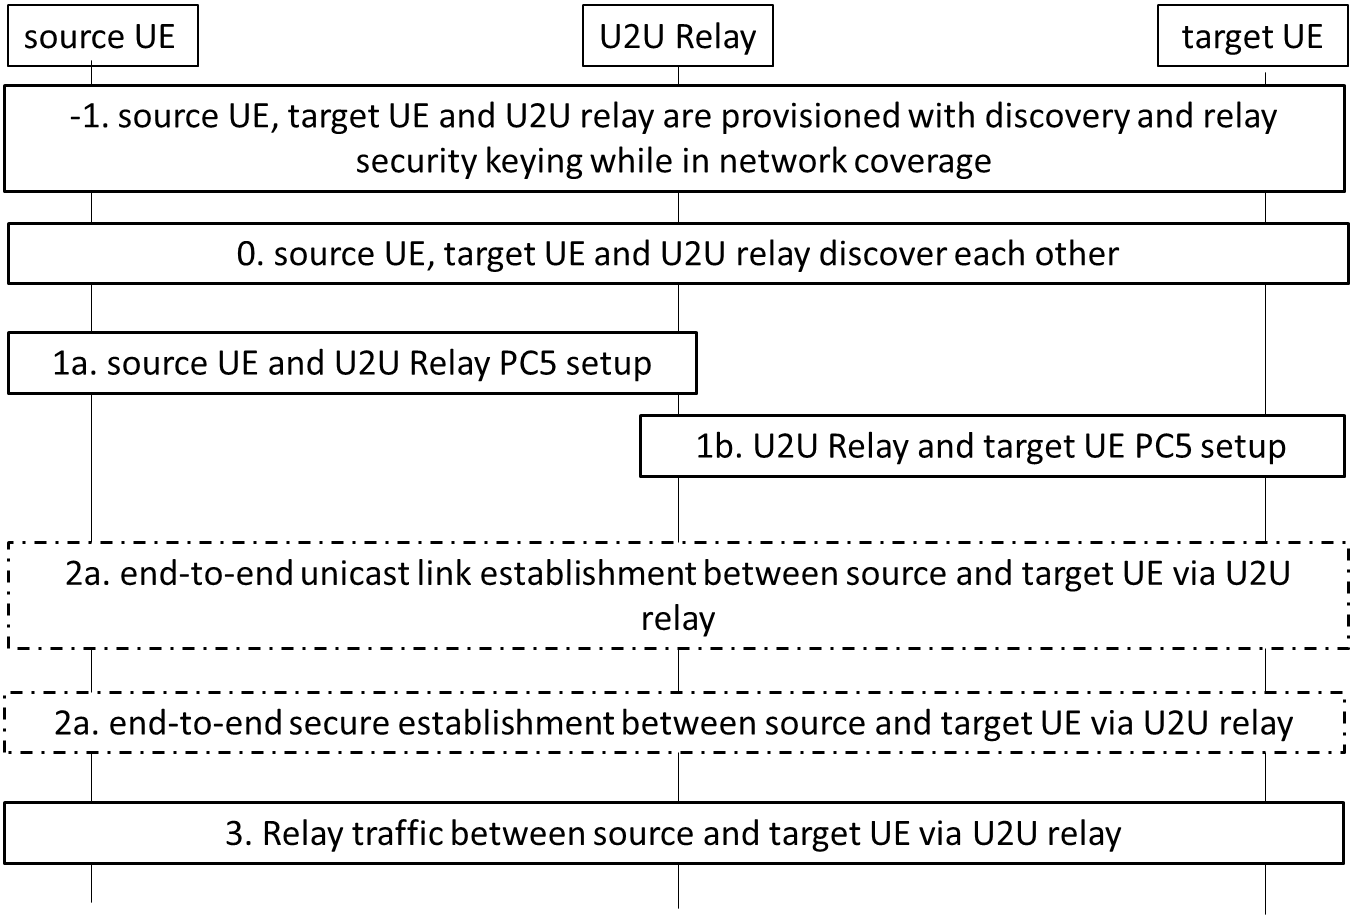 source UE
U2U Relay
target UE
-1. source UE, target UE and U2U relay are provisioned with discovery and relay
security keying while in network coverage
0. source UE, target UE and U2U relay discover each other
1a. source UE and U2U Relay PC5 setup
1b. U2U Relay and target UE PC5 setup
2a. end-to-end unicast link establishment between source and target UE via U2U
relay
2a. end-to-end secure establishment between source and target UE via U2U relay
3. Relay traffic between source and target UE via U2U relay